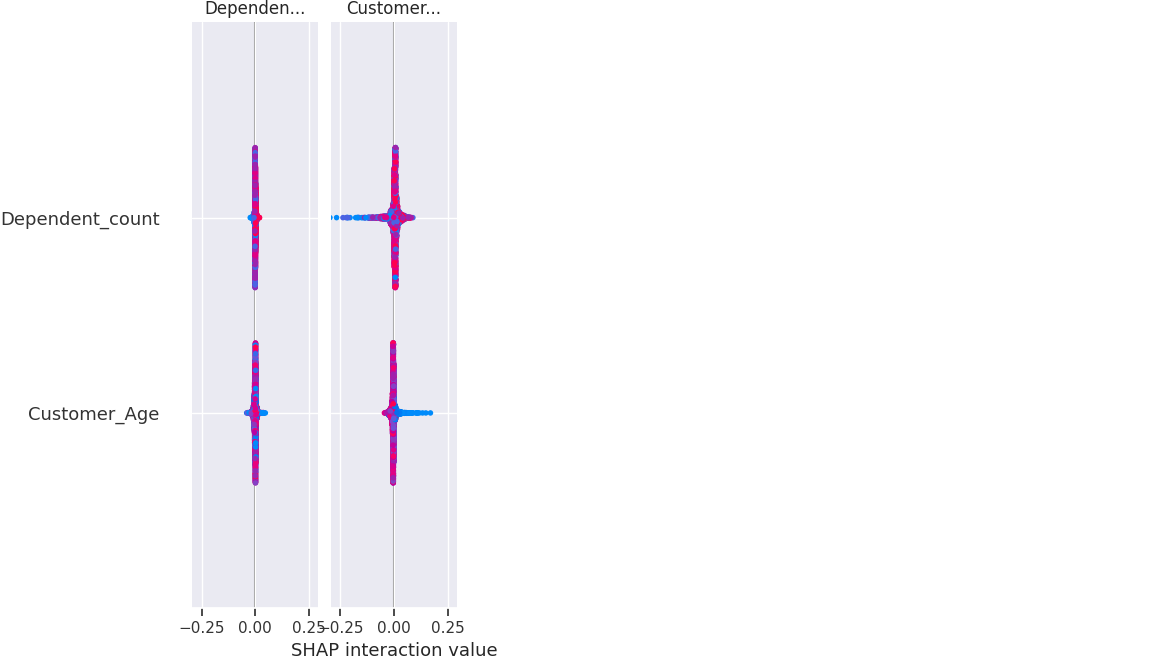 Dependen... Customer...
Dependent_count
Customer_Age
−0.25 0.00 0.25 −0.25 0.00 0.25
SHAP interaction value